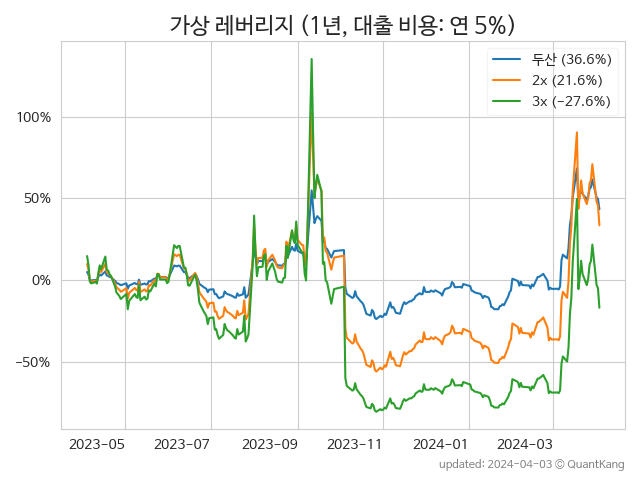 가상 레버리지 (1년, 대출 비용: 연 5%)
두산 (36.6%)
2x (21.6%)
3x (−27.6%)
100%
50%
0%
−50%
2023-05 2023-07 2023-09 2023-11 2024-01 2024-03
updated: 2024-04-03 © QuantKang